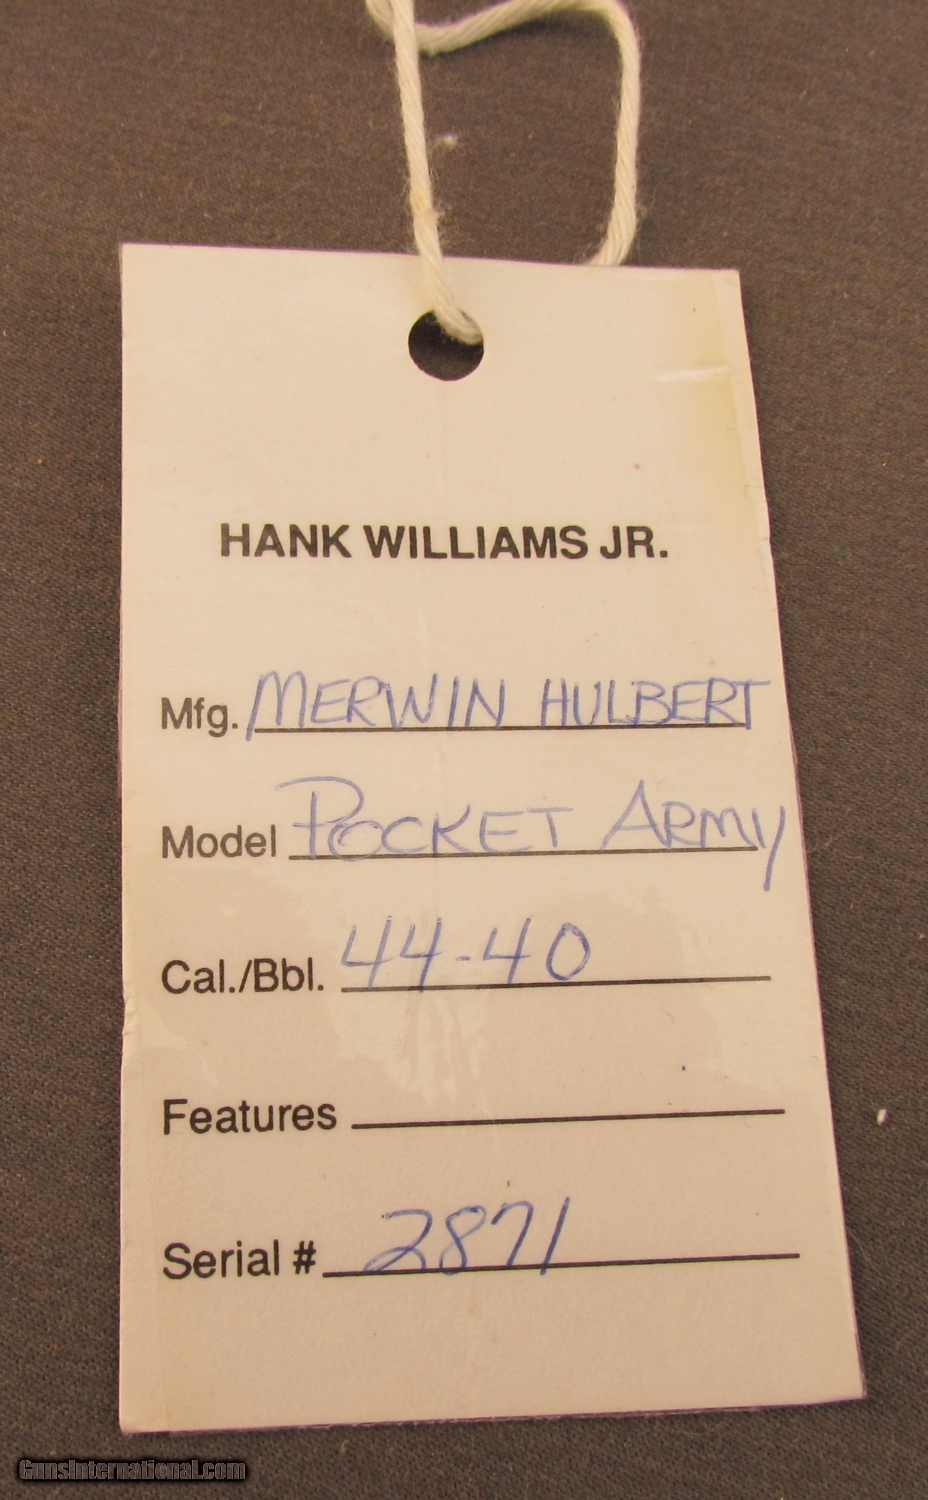 HANK WILLIAMS JR.
Mfg. MERWIN HULBERT
Model POCKET ARMY
Cal./Bbl. 44-40
Features
Serial # 2871
GunsInternational.com